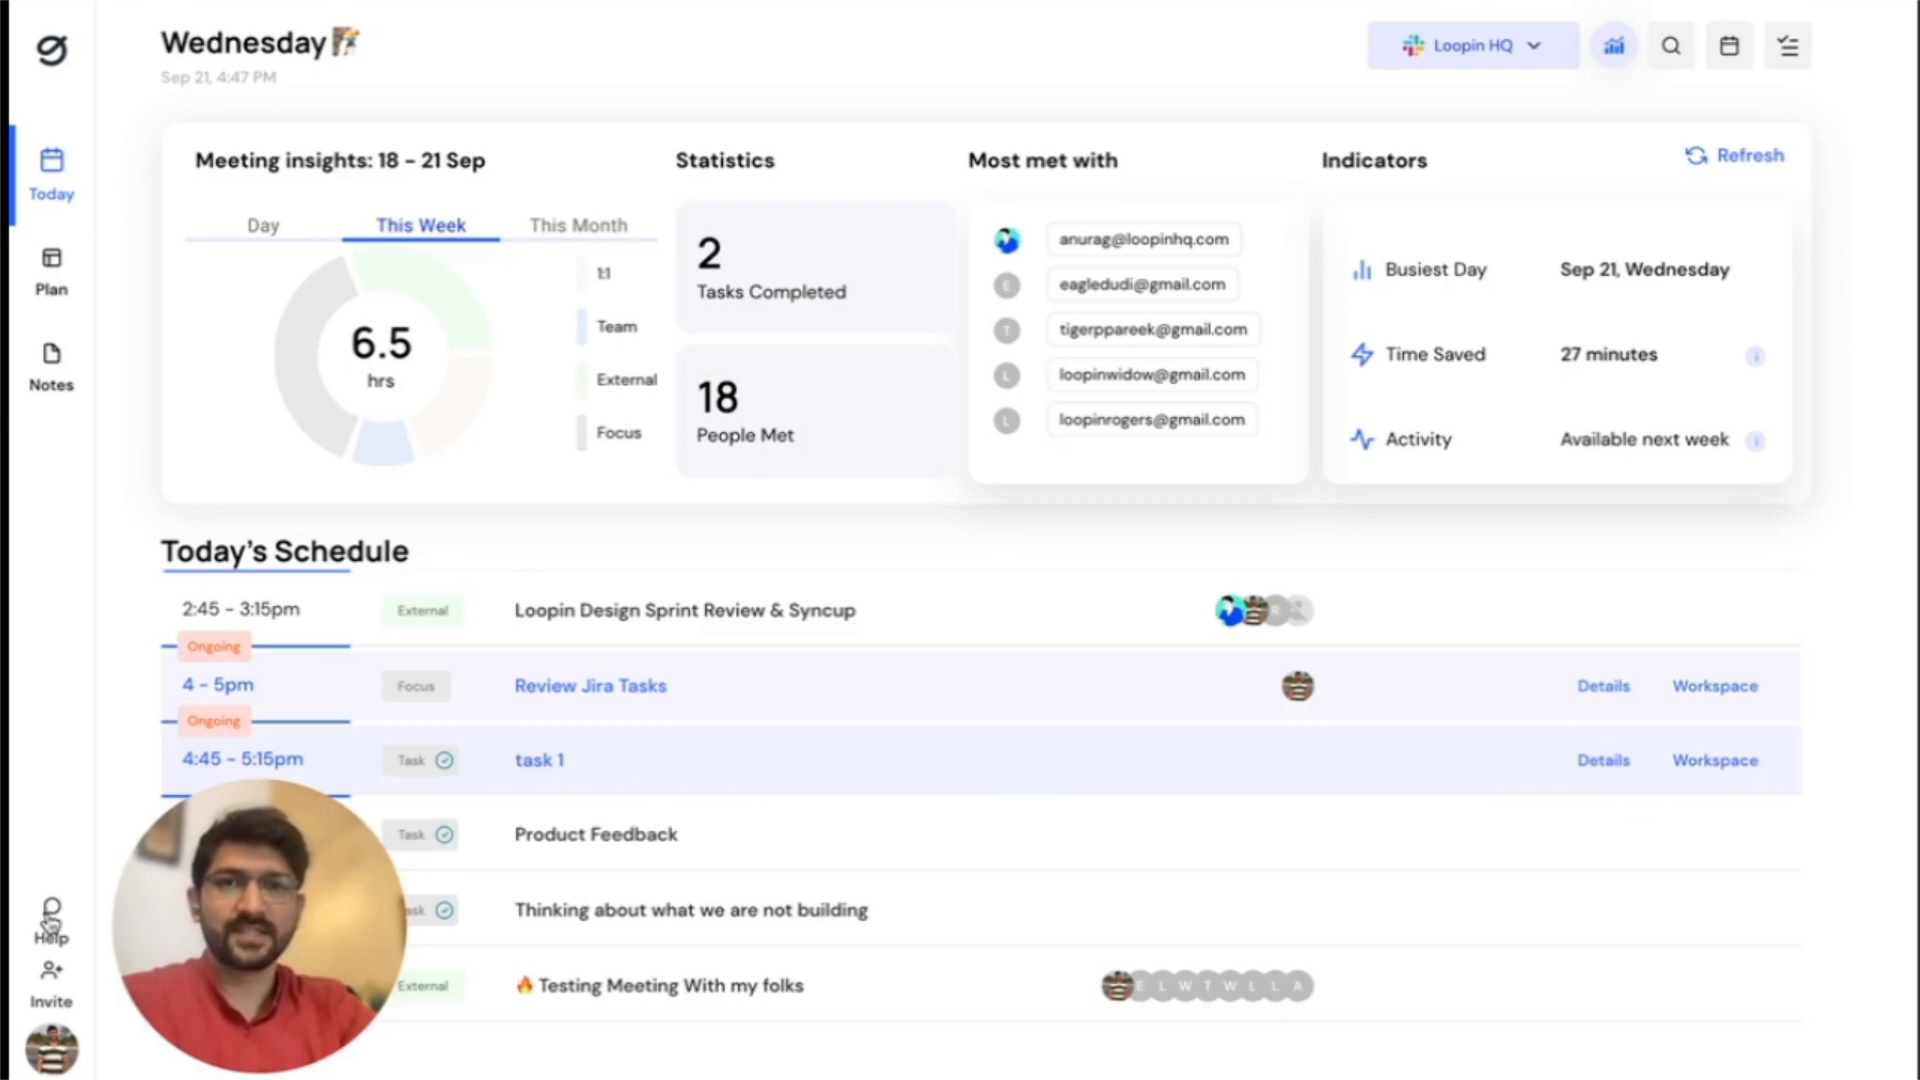 Wednesday
Sep 21, 4:47 PM
Loopin HQ
Today
Plan
Notes
Help
Invite
Meeting insights: 18 - 21 Sep
Day
This Week
This Month
6.5
hrs
1:1
Team
External
Focus
Statistics
2
Tasks Completed
18
People Met
Most met with
anurag@loopinhq.com
E
eagledudi@gmail.com
T
tigerppareek@gmail.com
L
loopinwidow@gmail.com
L
loopinrogers@gmail.com
Indicators
Refresh
Busiest Day
Sep 21, Wednesday
Time Saved
27 minutes
i
Activity
Available next week
i
Today's Schedule
2:45 - 3:15pm
External
Loopin Design Sprint Review & Syncup
R
Ongoing
4 - 5pm
Focus
Review Jira Tasks
Details
Workspace
Ongoing
4:45 - 5:15pm
Task
task 1
Details
Workspace
Task
Product Feedback
Thinking about what we are not building
External
Testing Meeting With my folks
E L W T W L L A